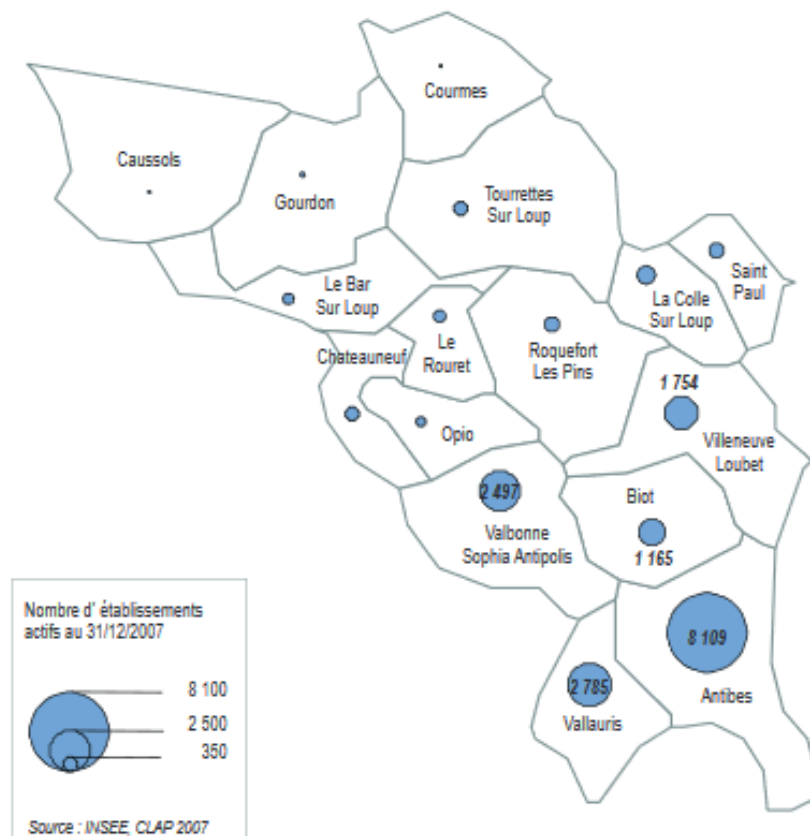 Courmes
Caussols
Gourdon
Tourrettes
Sur Loup
Saint
Paul
La Colle
Sur Loup
Le Bar
Sur Loup
Le
Rouret
Roquefort
Les Pins
Chateauneuf
1 754
Villeneuve
Loubet
Opio
2 497
Valbonne
Sophia Antipolis
Biot
1 165
8 109
Antibes
2 785
Vallauris
Nombre d' établissements
actifs au 31/12/2007
8 100
2 500
350
Source : INSEE, CLAP 2007